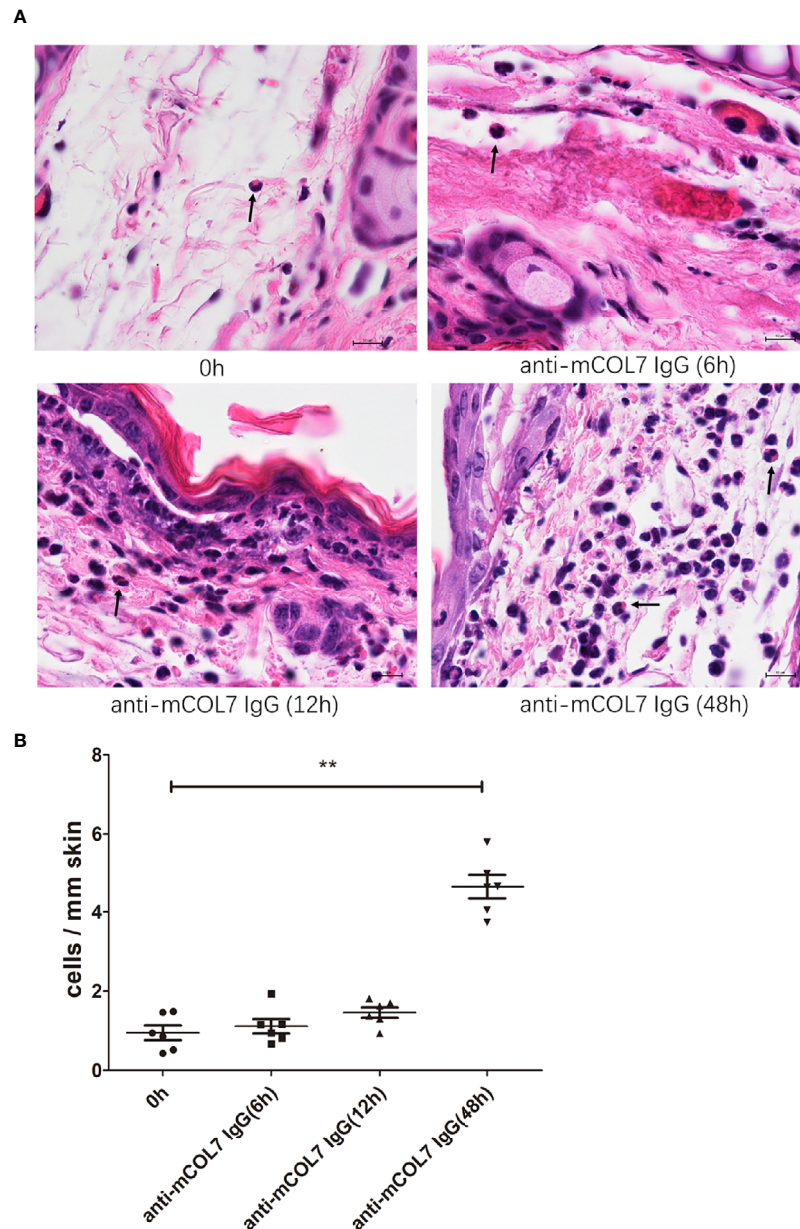 A
0h
anti-mCOL7 IgG (6h)
anti-mCOL7 IgG (12h)
anti-mCOL7 IgG (48h)
B
**
cells / mm skin
8
6
4
2
0
0h
anti-mCOL7 IgG(6h)
anti-mCOL7 IgG(12h)
anti-mCOL7 IgG(48h)